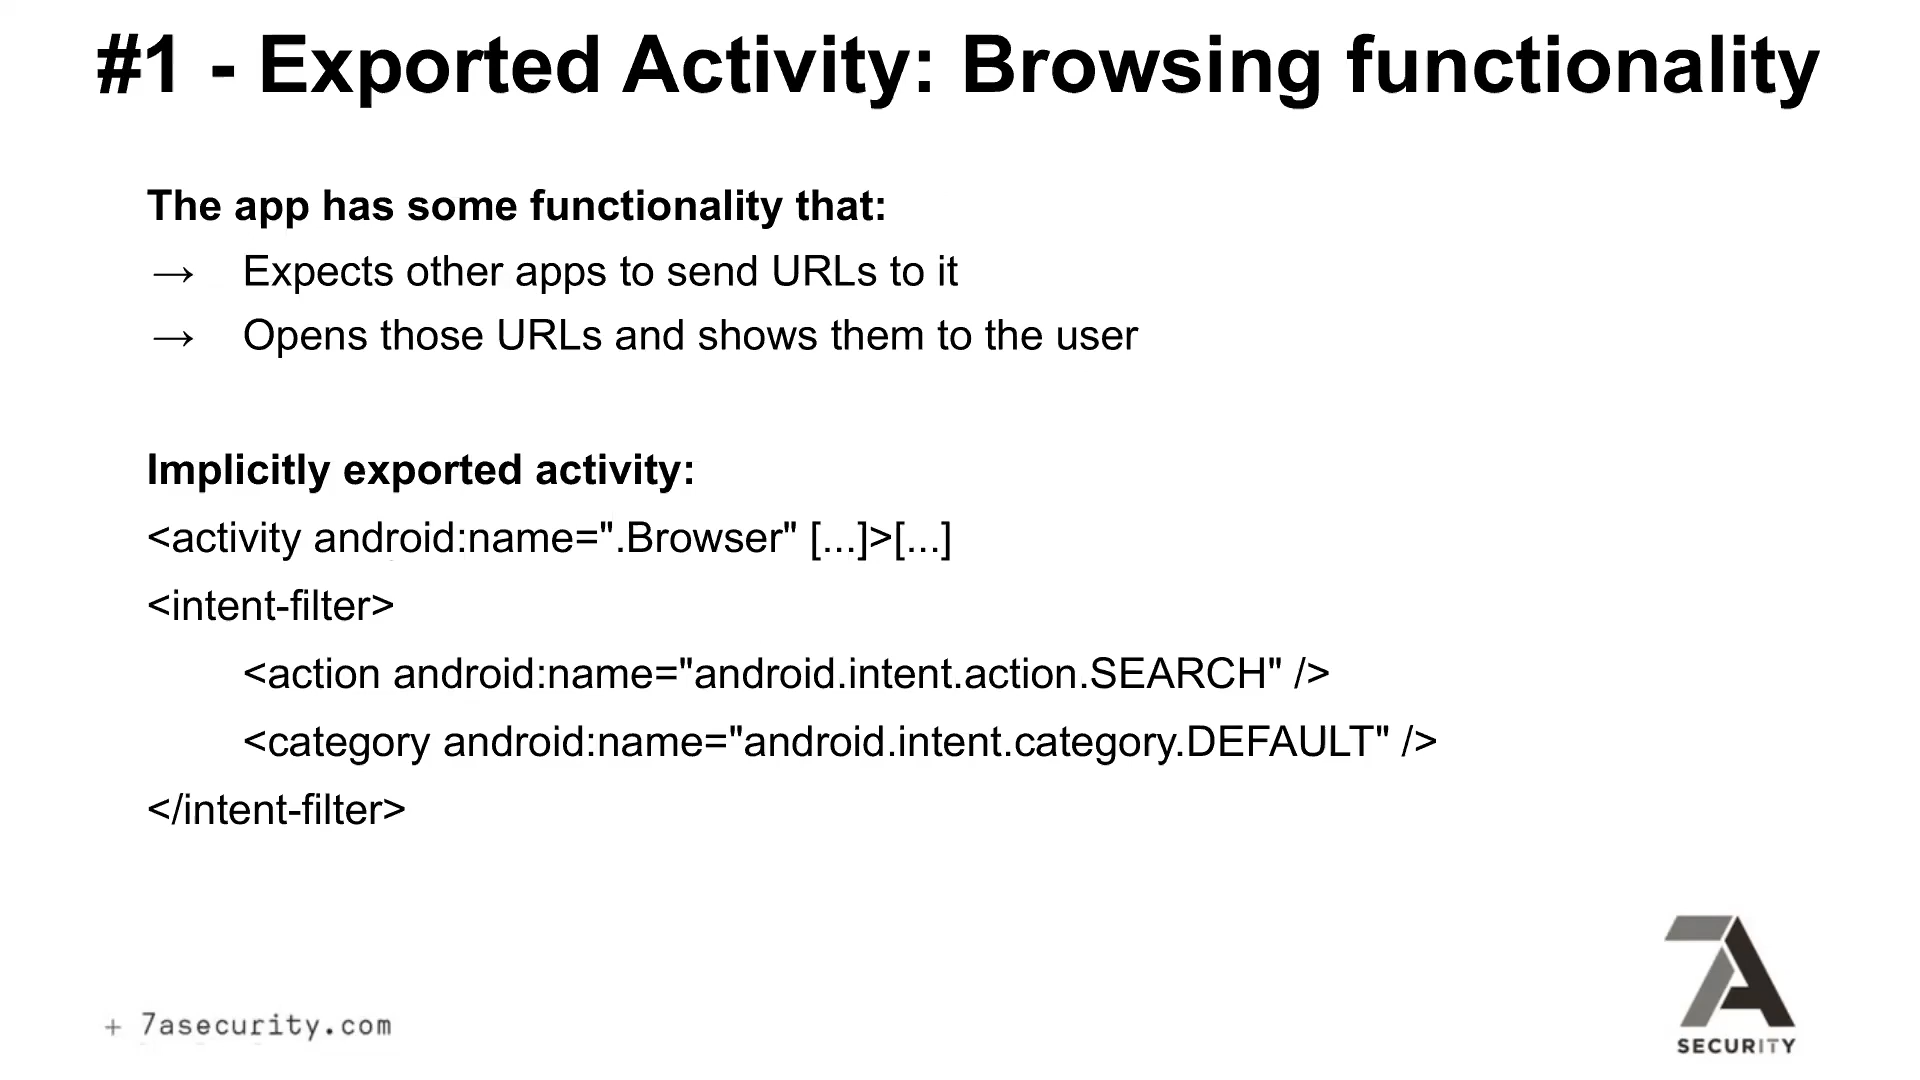 #1 - Exported Activity: Browsing functionality
The app has some functionality that:
→ Expects other apps to send URLs to it
→ Opens those URLs and shows them to the user
Implicitly exported activity:
<activity android:name=".Browser" [...]>[...]
<intent-filter>
<action android:name="android.intent.action.SEARCH" />
<category android:name="android.intent.category.DEFAULT" />
</intent-filter>
+ 7asecurity.com
7A
SECURITY